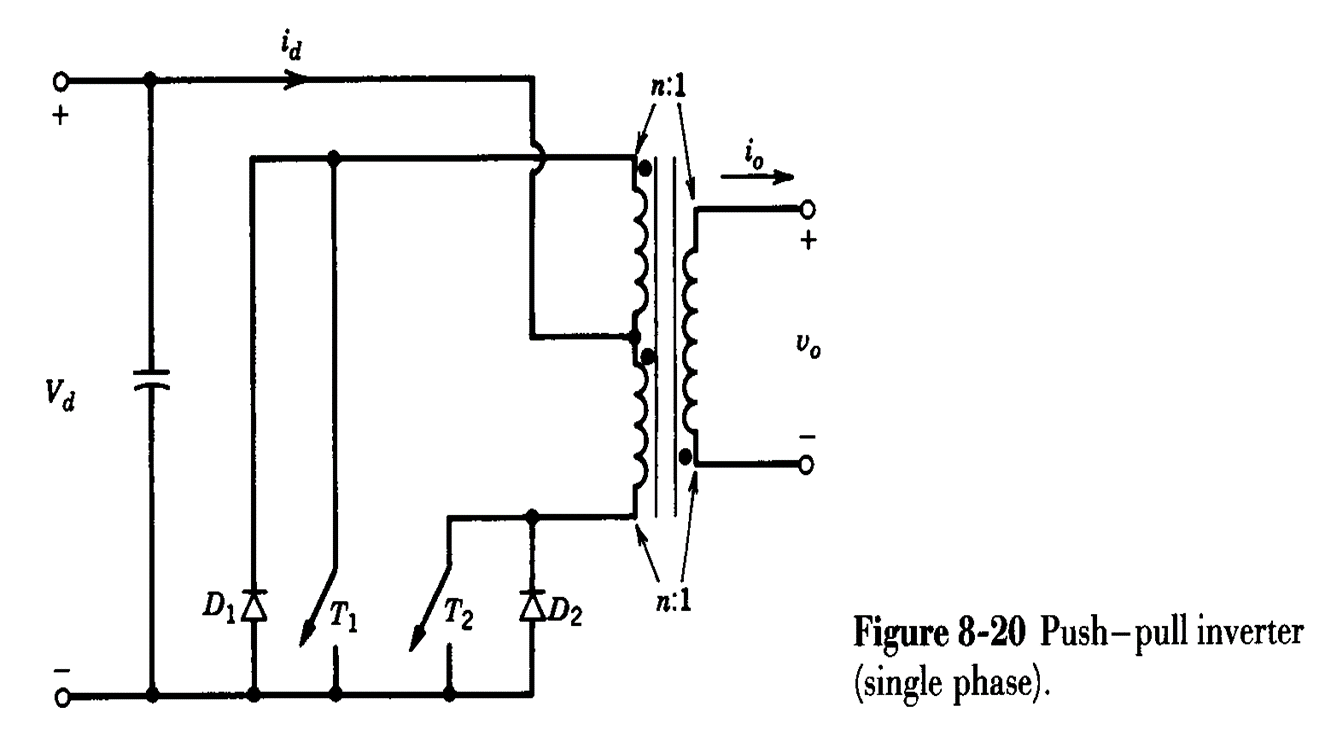 i_d
n:1
+
i_o
+
V_d
v_o
−
D_1
T_1
T_2
D_2
n:1
−
Figure 8-20 Push–pull inverter
(single phase).